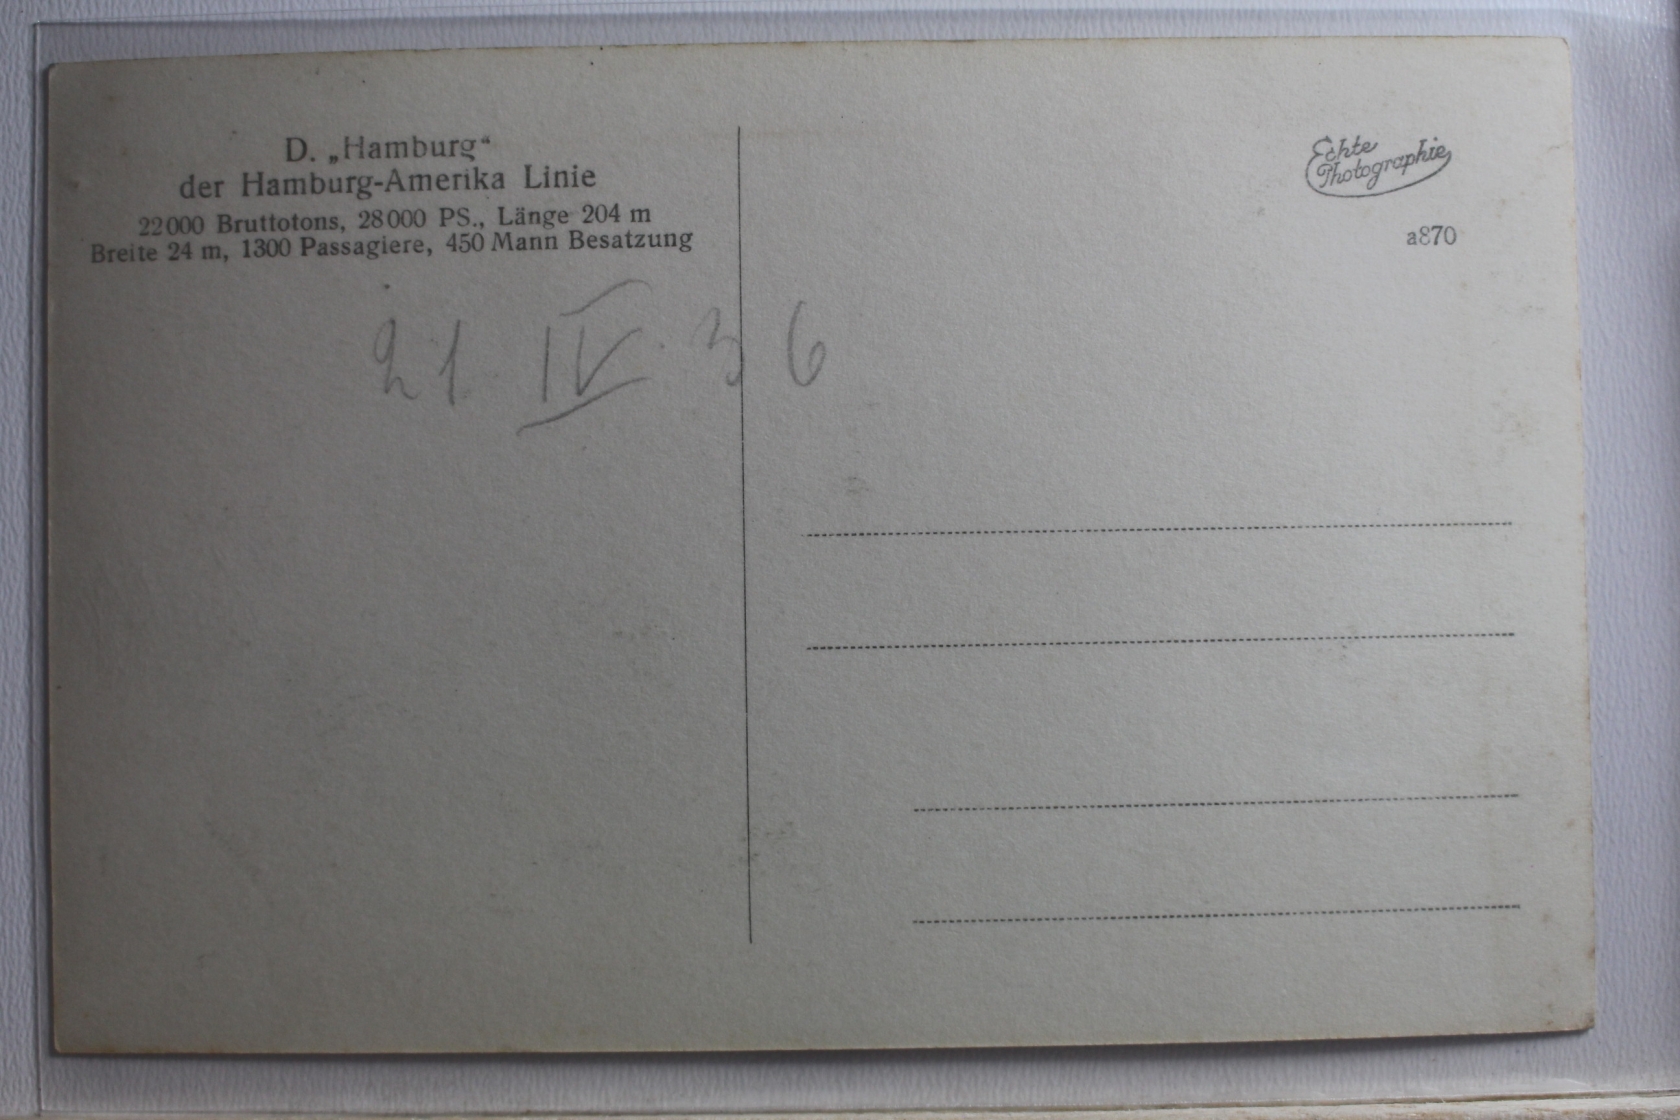 D. „Hamburg“
der Hamburg-Amerika Linie
22000 Bruttotons, 28000 PS., Länge 204 m
Breite 24 m, 1300 Passagiere, 450 Mann Besatzung
21. IV. 36
Echte
Photographie
a870